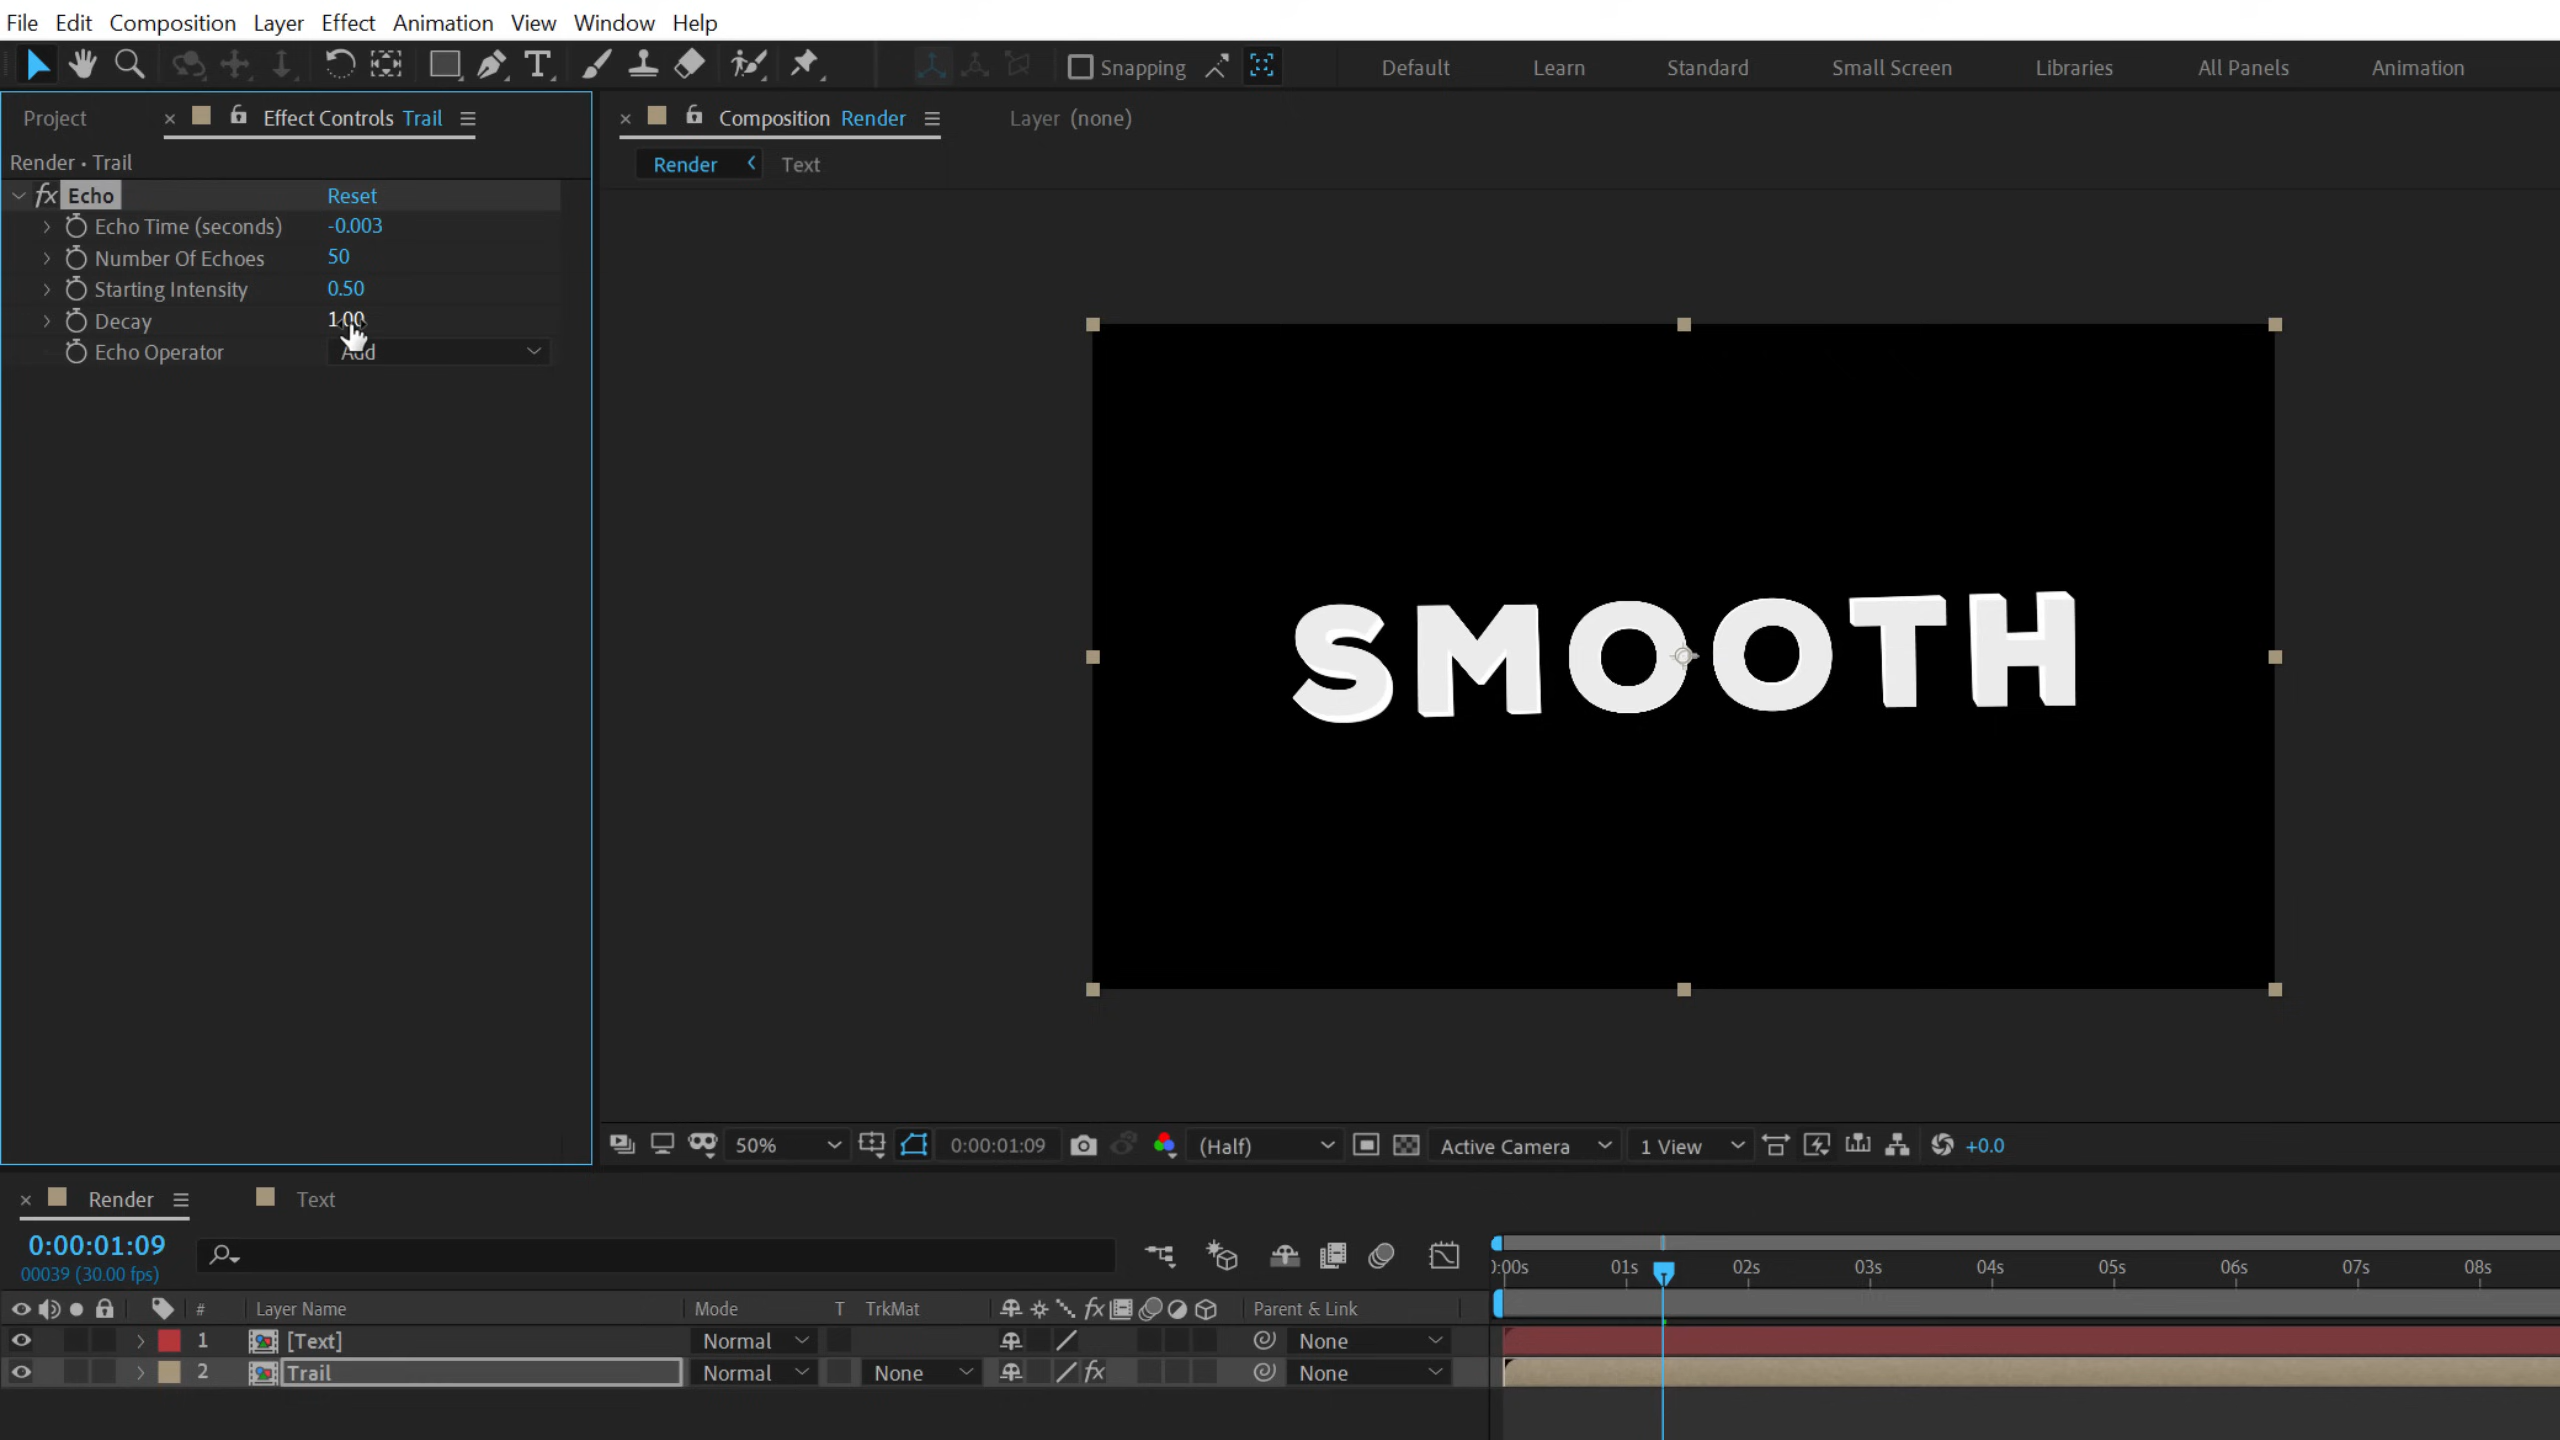 File Edit Composition Layer Effect Animation View Window Help
Snapping Default Learn Standard Small Screen Libraries All Panels Animation
Project Effect Controls Trail
Render • Trail
fx Echo Reset
Echo Time (seconds) -0.003
Number Of Echoes 50
Starting Intensity 0.50
Decay 1.00
Echo Operator Add
Composition Render Layer (none)
Render Text
SMOOTH
50% 0:00:01:09 (Half) Active Camera 1 View +0.0
Render Text
0:00:01:09
00039 (30.00 fps)
):00s 01s 02s 03s 04s 05s 06s 07s 08s
# Layer Name Mode T TrkMat fx Parent & Link
1 [Text] Normal None
2 Trail Normal None fx None